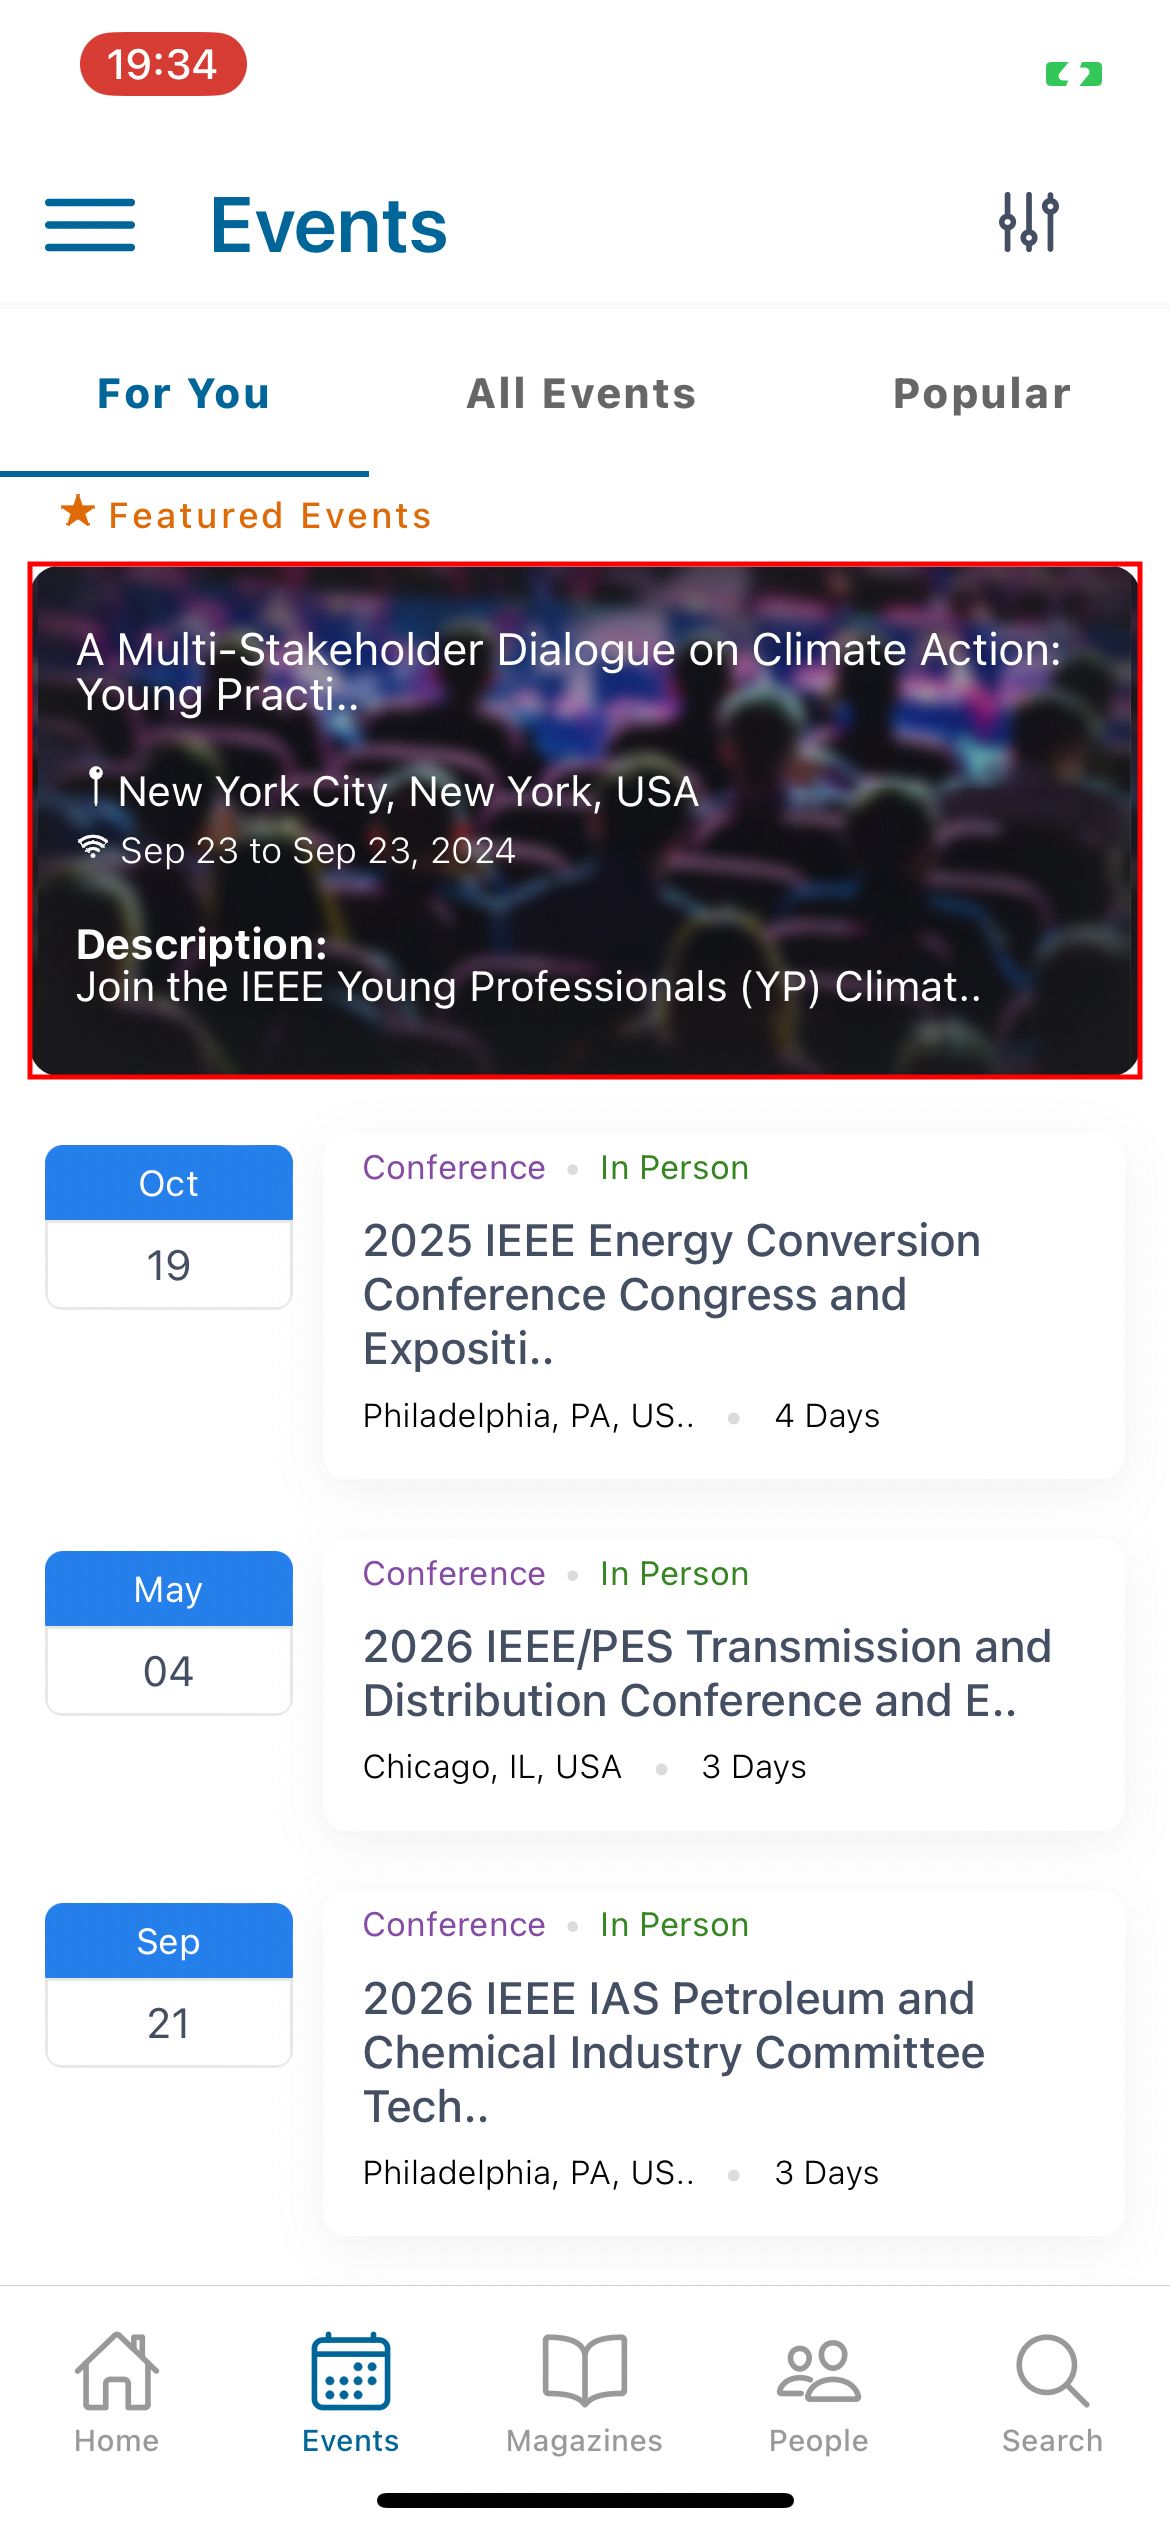 19:34
Events
For You
All Events
Popular
Featured Events
A Multi-Stakeholder Dialogue on Climate Action:
Young Practi..
New York City, New York, USA
Sep 23 to Sep 23, 2024
Description:
Join the IEEE Young Professionals (YP) Climat..
Oct
19
Conference • In Person
2025 IEEE Energy Conversion
Conference Congress and
Expositi..
Philadelphia, PA, US.. • 4 Days
May
04
Conference • In Person
2026 IEEE/PES Transmission and
Distribution Conference and E..
Chicago, IL, USA • 3 Days
Sep
21
Conference • In Person
2026 IEEE IAS Petroleum and
Chemical Industry Committee
Tech..
Philadelphia, PA, US.. • 3 Days
Home
Events
Magazines
People
Search